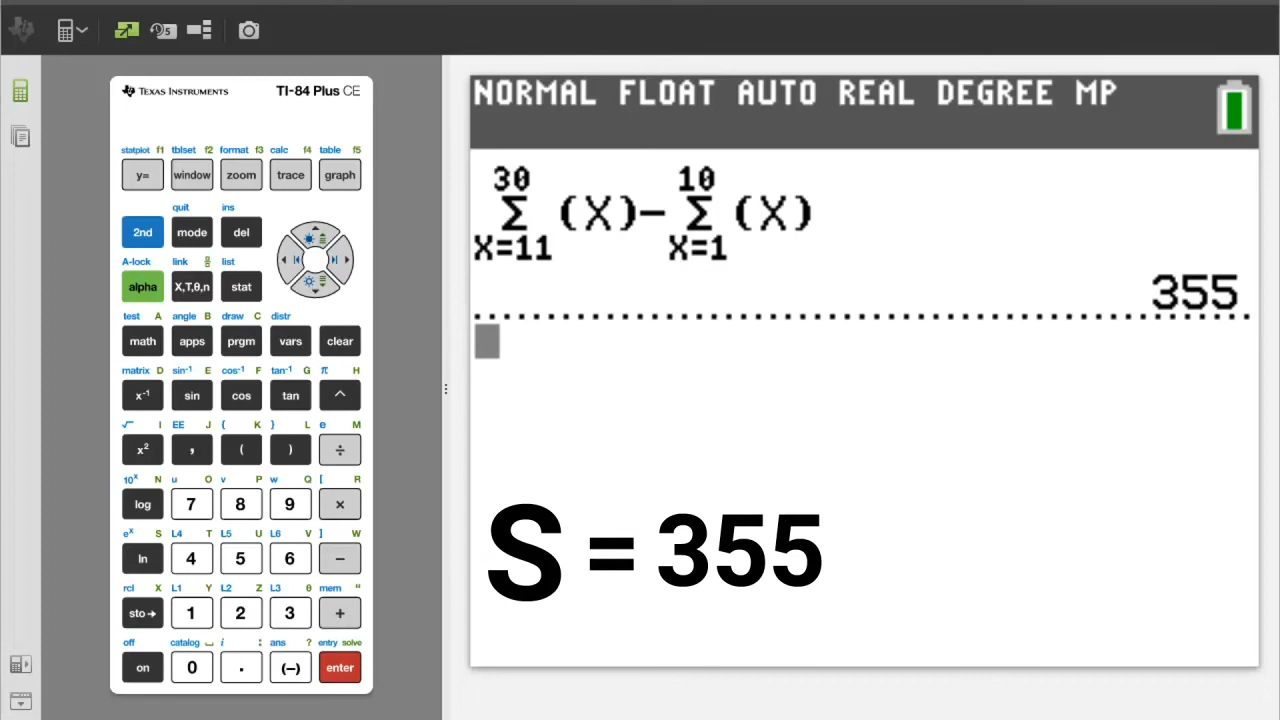 TEXAS INSTRUMENTS TI-84 Plus CE
statplot f1 tblset f2 format f3 calc f4 table f5
y= window zoom trace graph
quit ins
2nd mode del
A-lock link list
alpha X,T,θ,n stat
test A angle B draw C distr
math apps prgm vars clear
matrix D sin⁻¹ E cos⁻¹ F tan⁻¹ G π H
x⁻¹ sin cos tan ^
√ I EE J { K } L e M
x² , ( ) ÷
10ˣ N u O v P w Q [ R
log 7 8 9 ×
eˣ S L4 T L5 U L6 V ] W
ln 4 5 6 −
rcl X L1 Y L2 Z L3 θ mem "
sto→ 1 2 3 +
off catalog ⎵ i : ans ? entry solve
on 0 . (−) enter
NORMAL FLOAT AUTO REAL DEGREE MP
30 10
Σ (X)−Σ (X)
X=11 X=1
355
S = 355